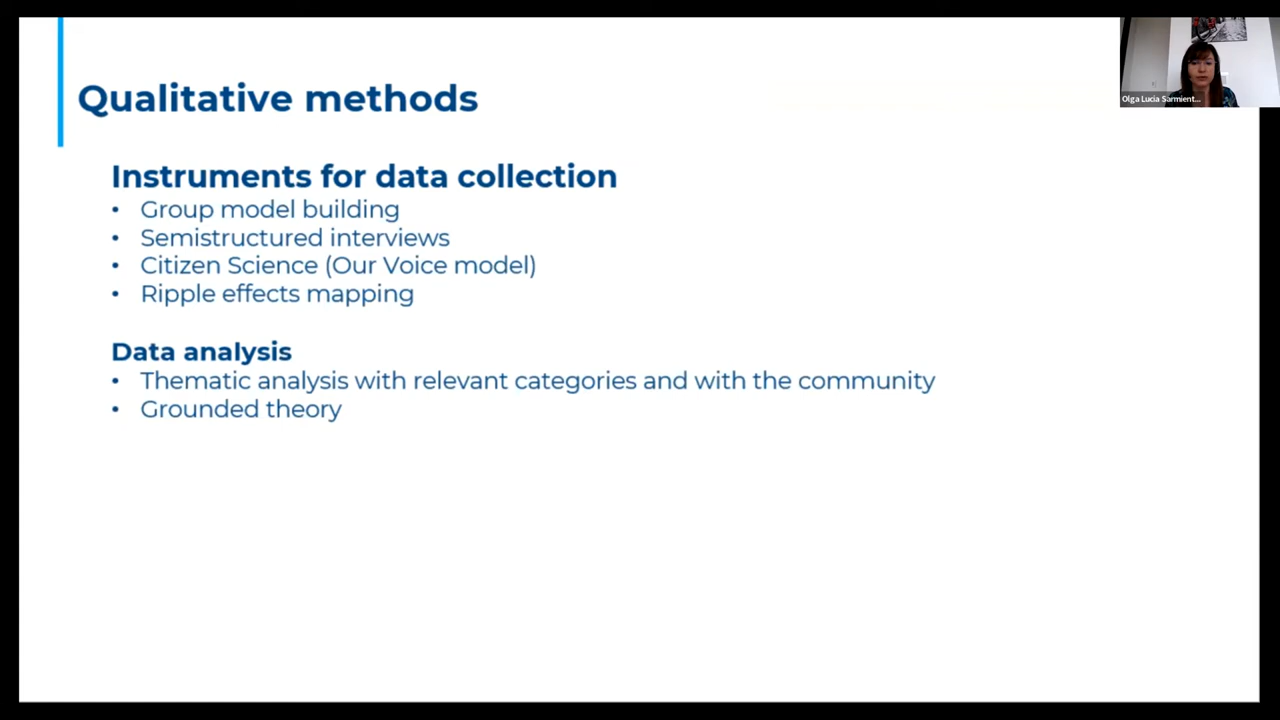 Qualitative methods
Olga Lucia Sarmient...
Instruments for data collection
• Group model building
• Semistructured interviews
• Citizen Science (Our Voice model)
• Ripple effects mapping
Data analysis
• Thematic analysis with relevant categories and with the community
• Grounded theory